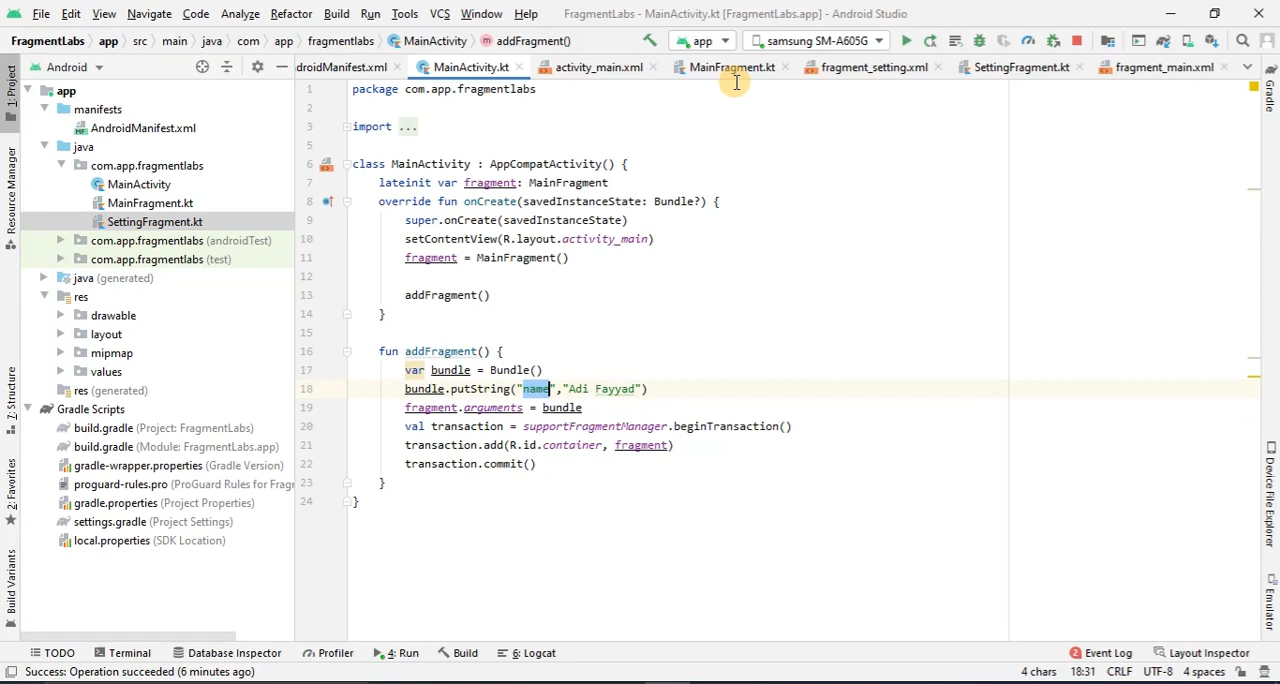 File Edit View Navigate Code Analyze Refactor Build Run Tools VCS Window Help FragmentLabs - MainActivity.kt [FragmentLabs.app] - Android Studio
FragmentLabs app src main java com app fragmentlabs MainActivity addFragment() app samsung SM-A605G
Android droidManifest.xml MainActivity.kt activity_main.xml MainFragment.kt fragment_setting.xml SettingFragment.kt fragment_main.xml
1: Project
Resource Manager
7: Structure
2: Favorites
Build Variants
app
manifests
AndroidManifest.xml
java
com.app.fragmentlabs
MainActivity
MainFragment.kt
SettingFragment.kt
com.app.fragmentlabs (androidTest)
com.app.fragmentlabs (test)
java (generated)
res
drawable
layout
mipmap
values
res (generated)
Gradle Scripts
build.gradle (Project: FragmentLabs)
build.gradle (Module: FragmentLabs.app)
gradle-wrapper.properties (Gradle Version)
proguard-rules.pro (ProGuard Rules for Fragr
gradle.properties (Project Properties)
settings.gradle (Project Settings)
local.properties (SDK Location)
1 package com.app.fragmentlabs
2
3 import ...
5
6 class MainActivity : AppCompatActivity() {
7 lateinit var fragment: MainFragment
8 override fun onCreate(savedInstanceState: Bundle?) {
9 super.onCreate(savedInstanceState)
10 setContentView(R.layout.activity_main)
11 fragment = MainFragment()
12
13 addFragment()
14 }
15
16 fun addFragment() {
17 var bundle = Bundle()
18 bundle.putString("name","Adi Fayyad")
19 fragment.arguments = bundle
20 val transaction = supportFragmentManager.beginTransaction()
21 transaction.add(R.id.container, fragment)
22 transaction.commit()
23 }
24 }
Gradle
Device File Explorer
Emulator
TODO Terminal Database Inspector Profiler 4: Run Build 6: Logcat 2 Event Log Layout Inspector
Success: Operation succeeded (6 minutes ago) 4 chars 18:31 CRLF UTF-8 4 spaces